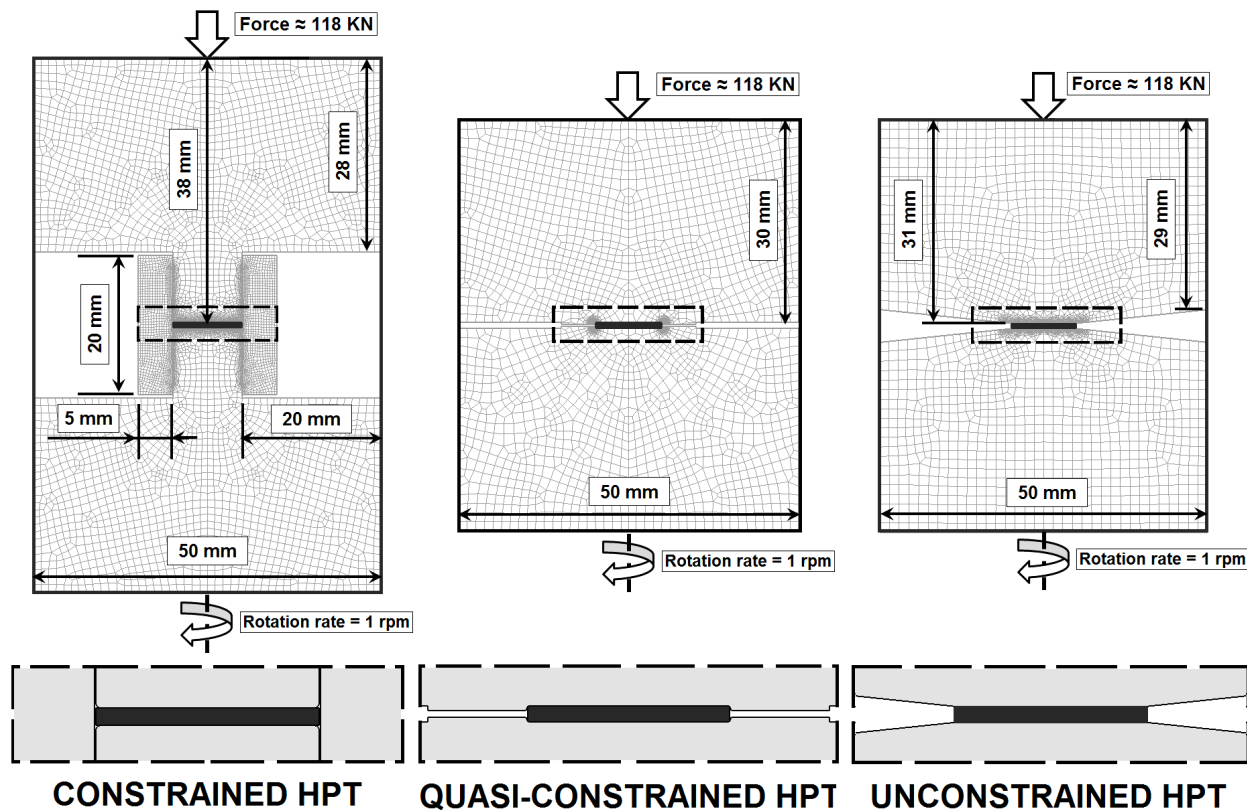 Force ≈ 118 KN
38 mm
28 mm
20 mm
5 mm
20 mm
50 mm
Rotation rate = 1 rpm
Force ≈ 118 KN
30 mm
50 mm
Rotation rate = 1 rpm
Force ≈ 118 KN
31 mm
29 mm
50 mm
Rotation rate = 1 rpm
CONSTRAINED HPT
QUASI-CONSTRAINED HPT
UNCONSTRAINED HPT